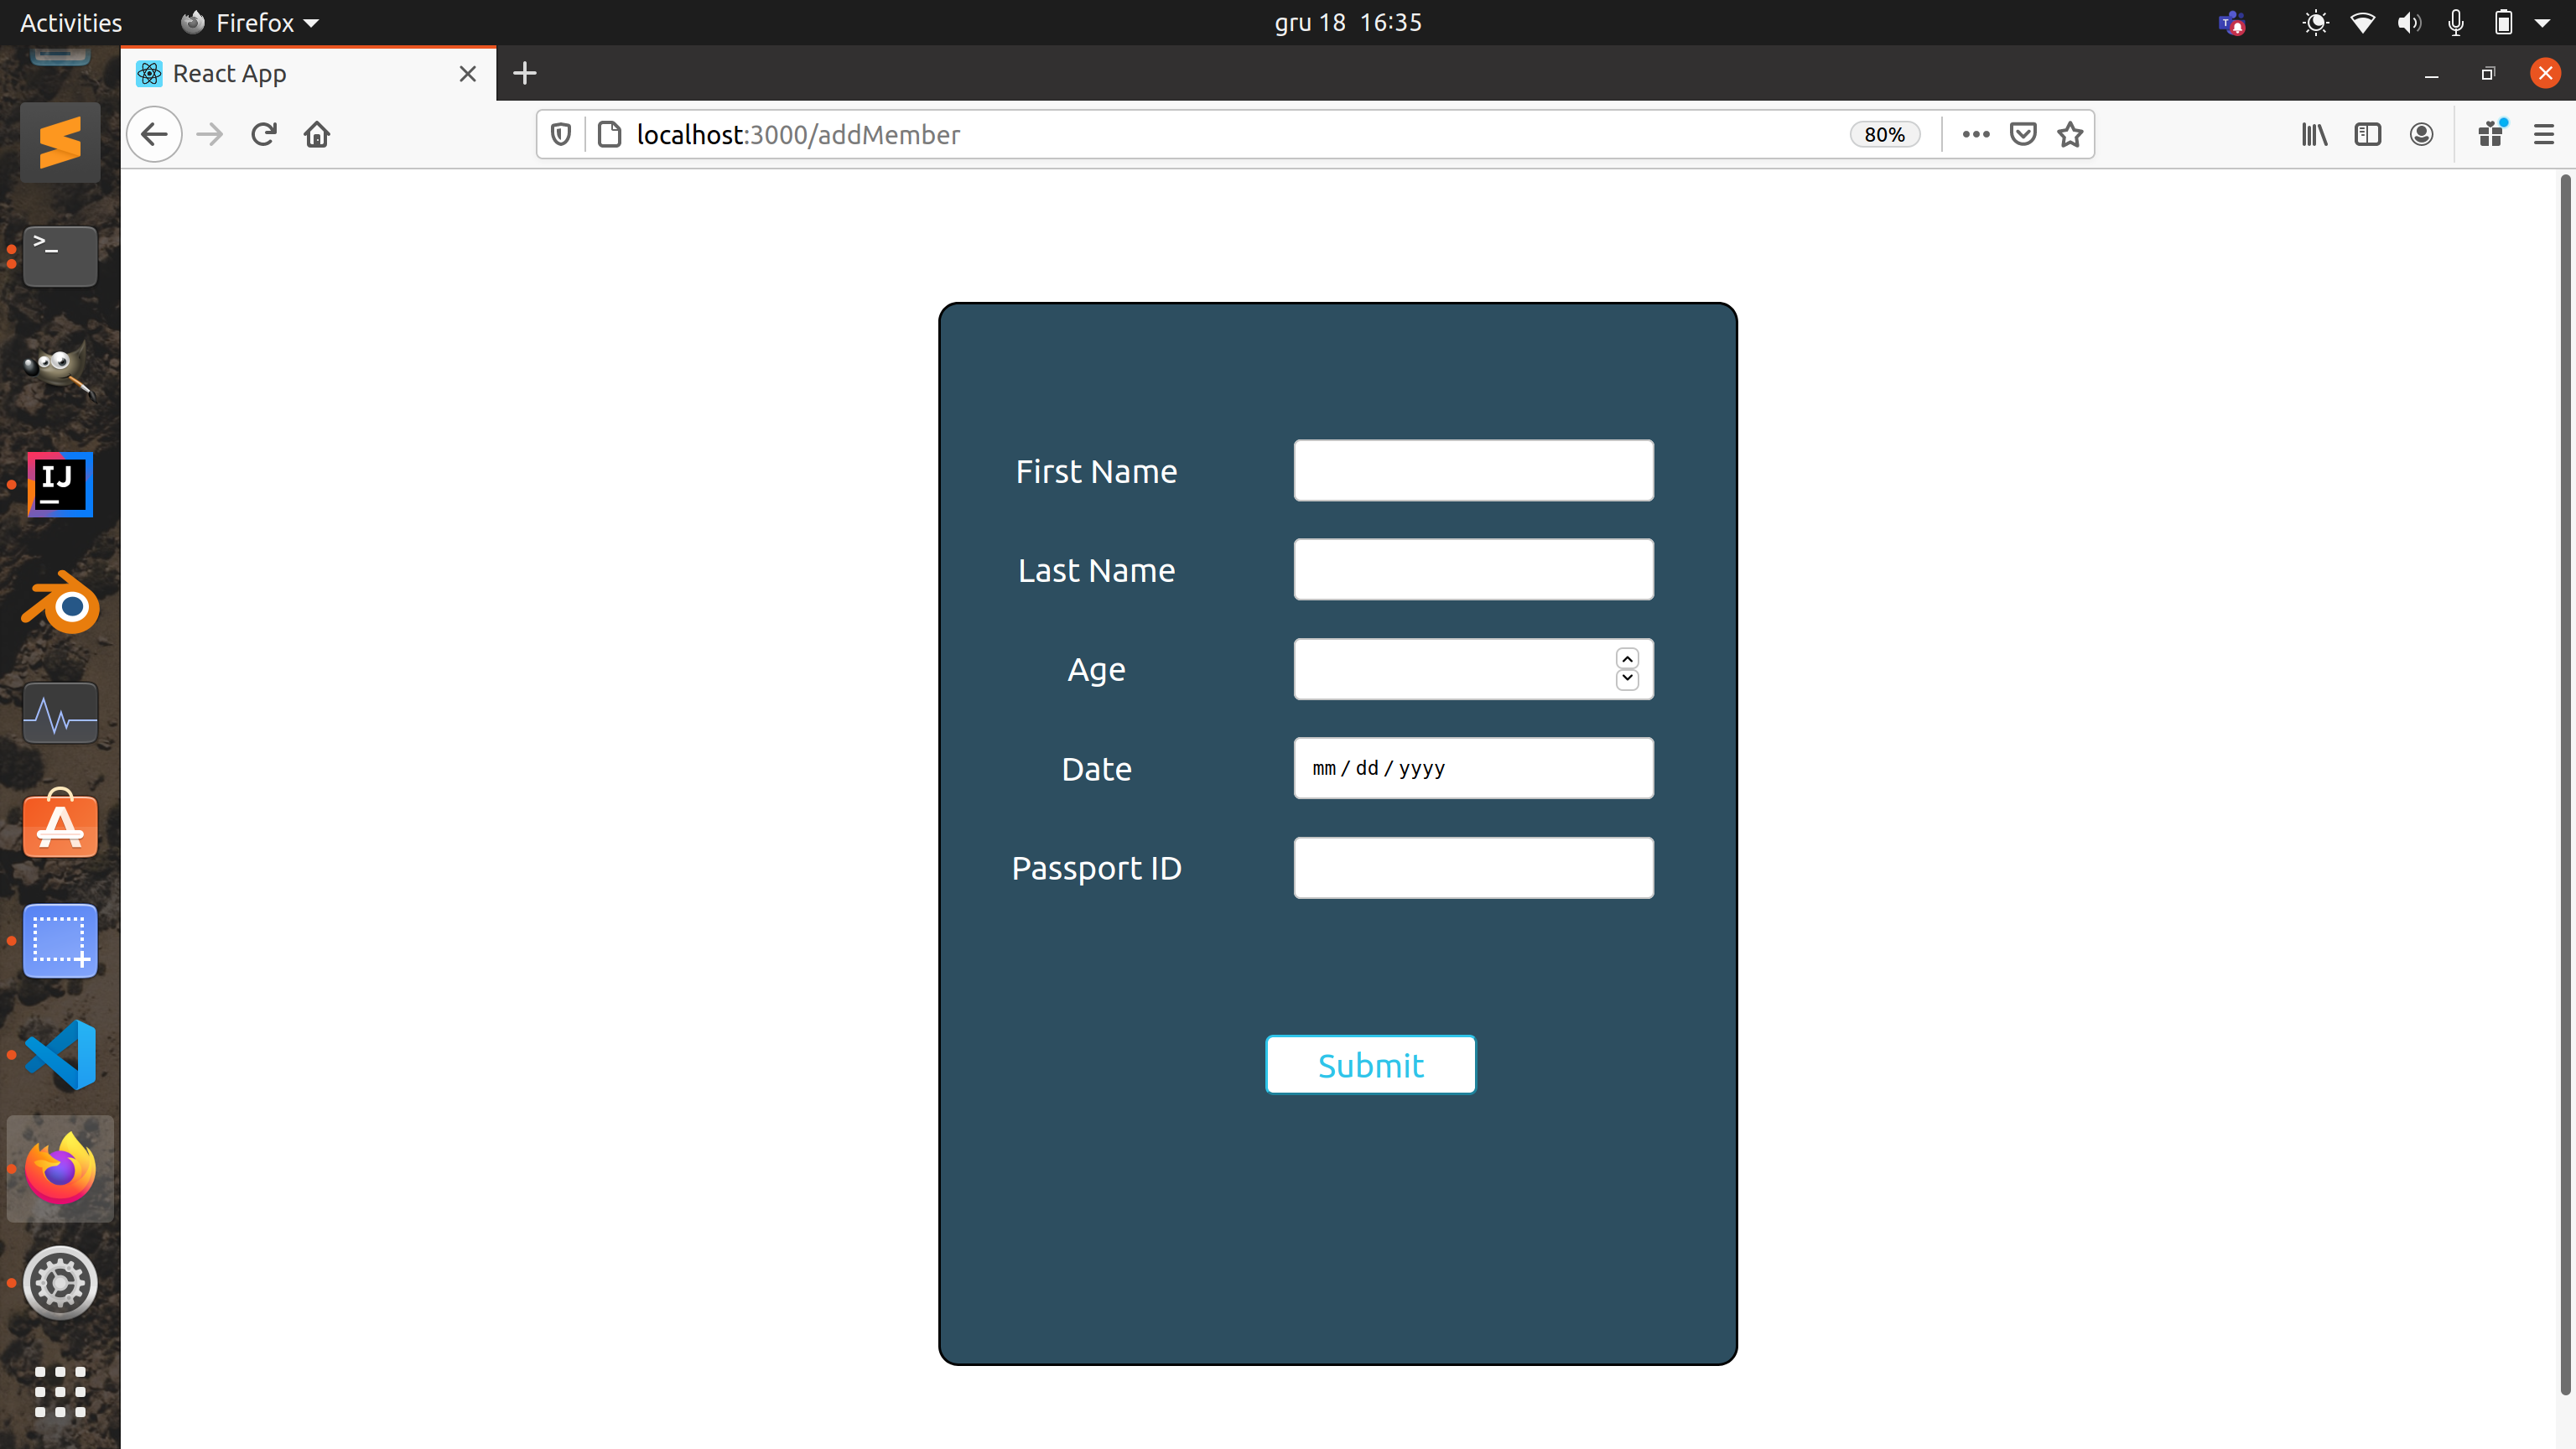 Activities Firefox gru 18 16:35
React App
localhost:3000/addMember 80%
>_
IJ
First Name
Last Name
Age
Date mm / dd / yyyy
Passport ID
Submit